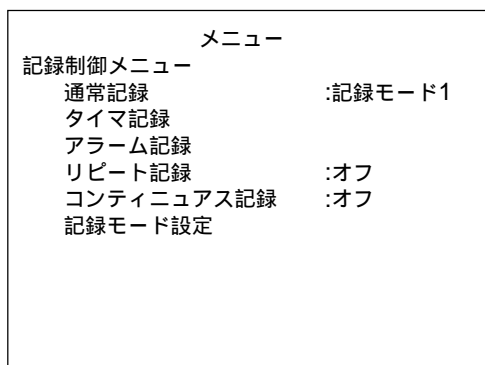 メニュー
記録制御メニュー
通常記録 :記録モード1
タイマ記録
アラーム記録
リピート記録 :オフ
コンティニュアス記録 :オフ
記録モード設定